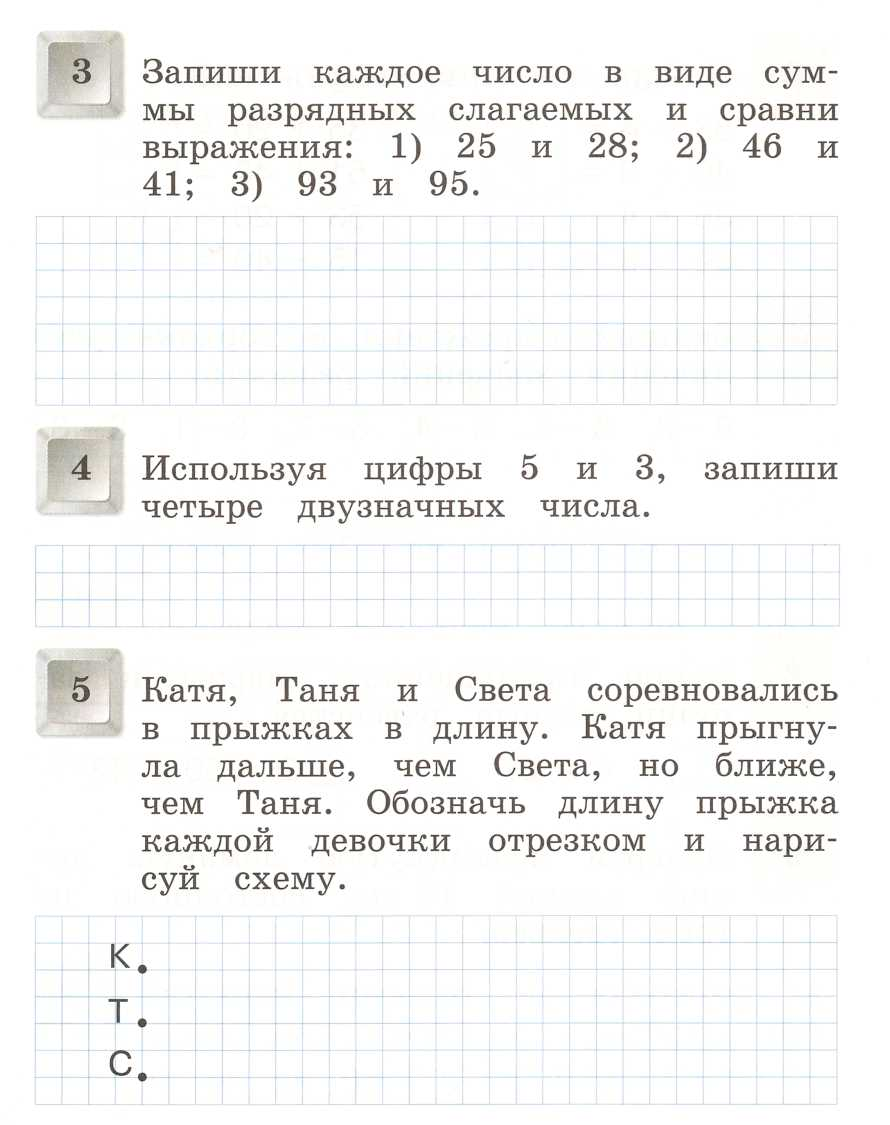 3 Запиши каждое число в виде сум-
мы разрядных слагаемых и сравни
выражения: 1) 25 и 28; 2) 46 и
41; 3) 93 и 95.
4 Используя цифры 5 и 3, запиши
четыре двузначных числа.
5 Катя, Таня и Света соревновались
в прыжках в длину. Катя прыгну-
ла дальше, чем Света, но ближе,
чем Таня. Обозначь длину прыжка
каждой девочки отрезком и нари-
суй схему.
К.
Т.
С.